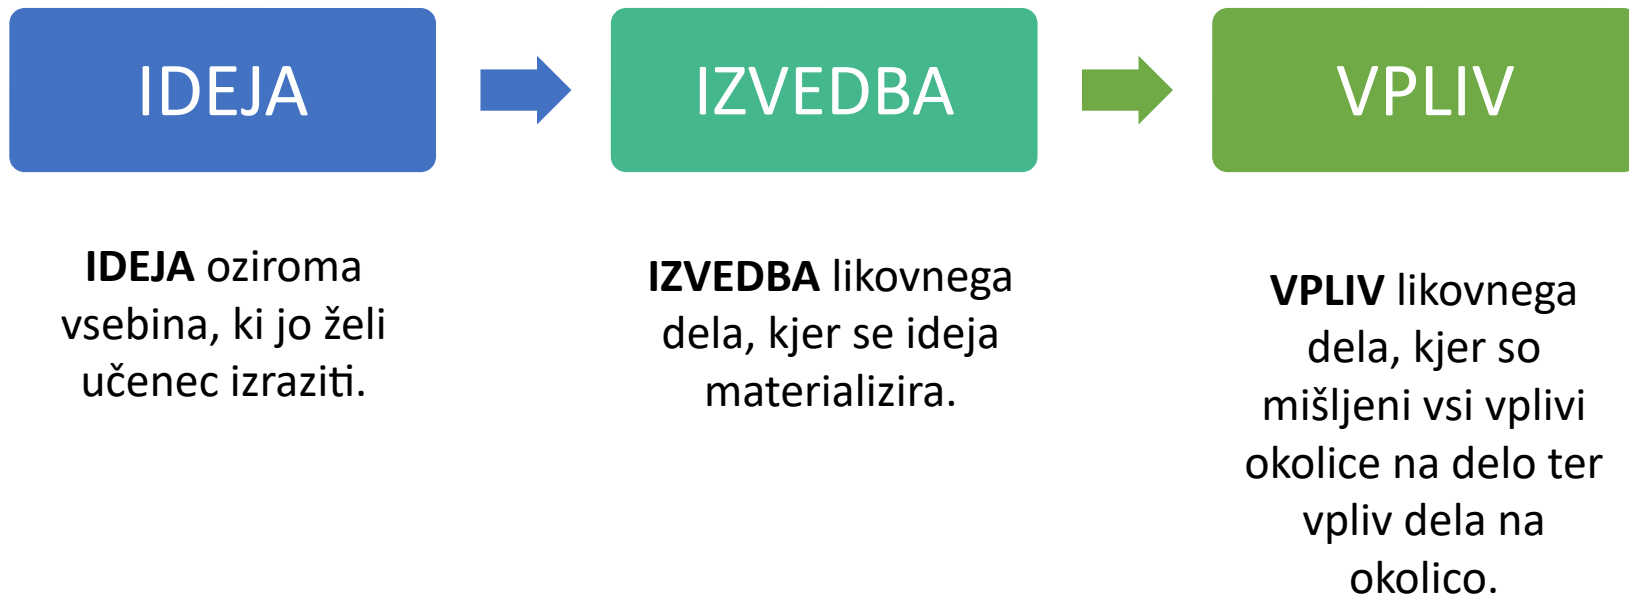 IDEJA
IZVEDBA
VPLIV
IDEJA oziroma
vsebina, ki jo želi
učenec izraziti.
IZVEDBA likovnega
dela, kjer se ideja
materializira.
VPLIV likovnega
dela, kjer so
mišljeni vsi vplivi
okolice na delo ter
vpliv dela na
okolico.